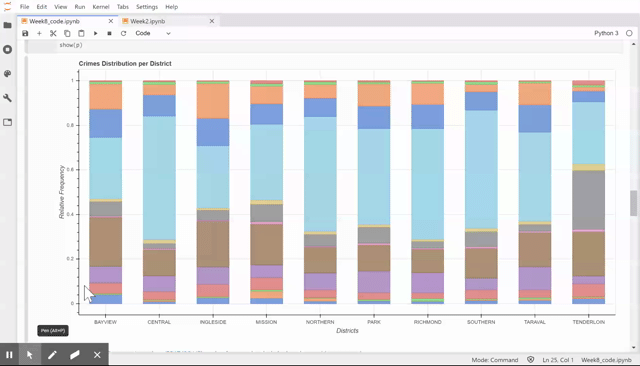 File Edit View Run Kernel Tabs Settings Help
Week8_code.ipynb × Week2.ipynb ×
Code Python 3
show(p)
Crimes Distribution per District
1
0.8
0.6
0.4
0.2
0
Relative Frequency
BAYVIEW CENTRAL INGLESIDE MISSION NORTHERN PARK RICHMOND SOUTHERN TARAVAL TENDERLOIN
Districts
Pen (Alt+P)
Mode: Command Ln 25, Col 1 Week8_code.ipynb